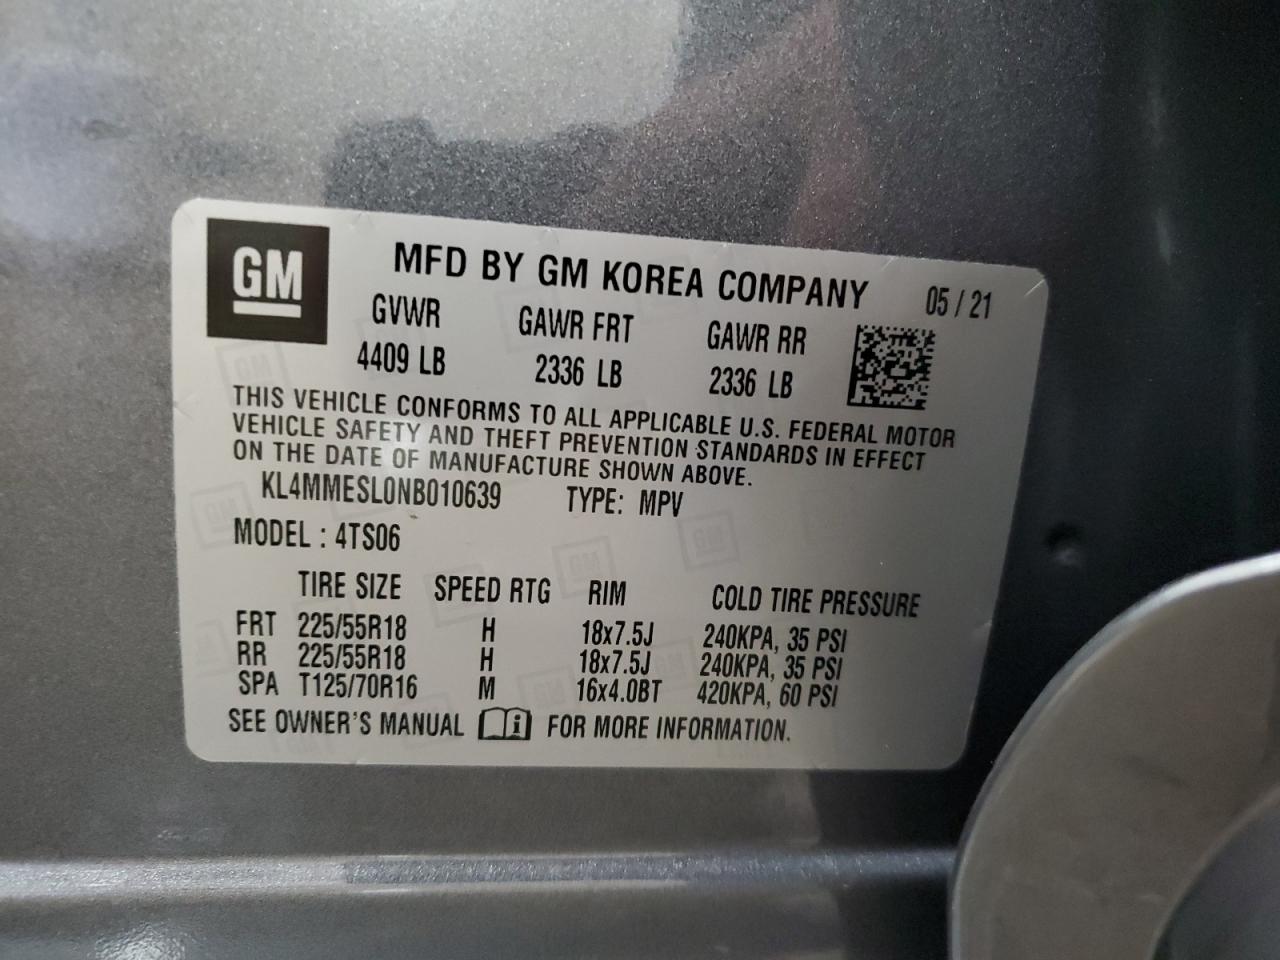 GM
MFD BY GM KOREA COMPANY 05 / 21
GVWR GAWR FRT GAWR RR
4409 LB 2336 LB 2336 LB
THIS VEHICLE CONFORMS TO ALL APPLICABLE U.S. FEDERAL MOTOR
VEHICLE SAFETY AND THEFT PREVENTION STANDARDS IN EFFECT
ON THE DATE OF MANUFACTURE SHOWN ABOVE.
KL4MMESL0NB010639 TYPE: MPV
MODEL : 4TS06
TIRE SIZE SPEED RTG RIM COLD TIRE PRESSURE
FRT 225/55R18 H 18x7.5J 240KPA, 35 PSI
RR 225/55R18 H 18x7.5J 240KPA, 35 PSI
SPA T125/70R16 M 16x4.0BT 420KPA, 60 PSI
SEE OWNER'S MANUAL i FOR MORE INFORMATION.